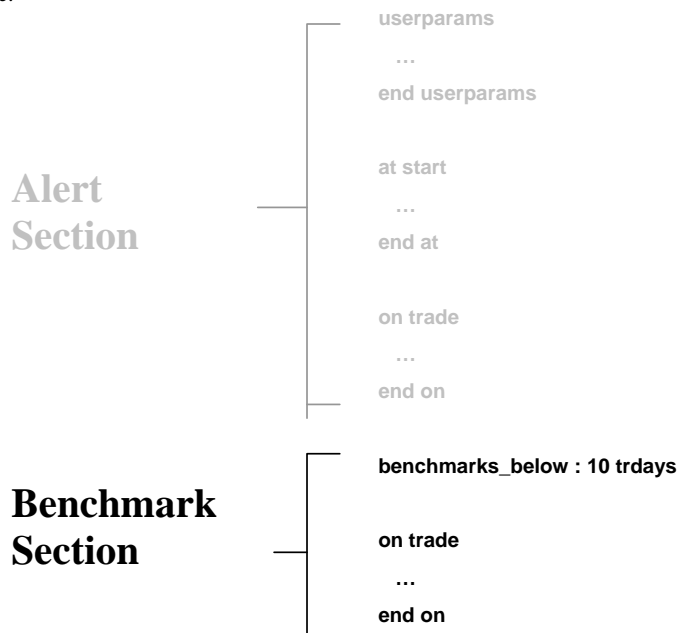 userparams
…
end userparams
at start
…
end at
on trade
…
end on
Alert
Section
benchmarks_below : 10 trdays
on trade
…
end on
Benchmark
Section